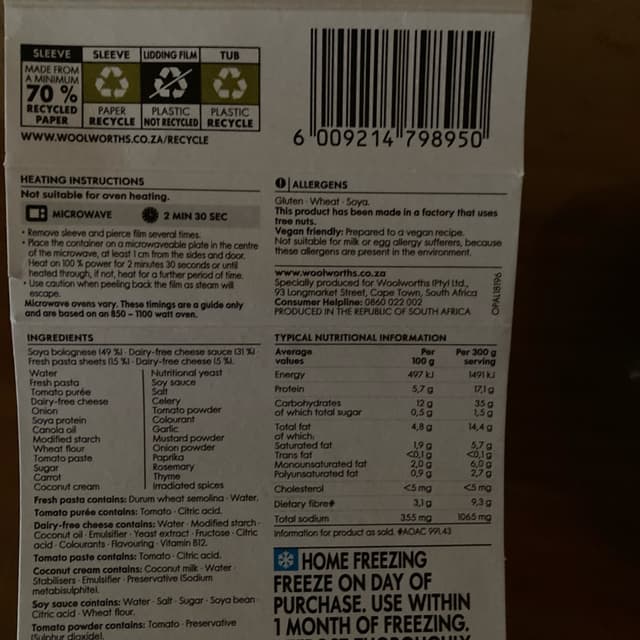 SLEEVE SLEEVE LIDDING FILM TUB
MADE FROM
A MINIMUM
70 %
RECYCLED
PAPER
PAPER
RECYCLE
PLASTIC
NOT RECYCLED
PLASTIC
RECYCLE
WWW.WOOLWORTHS.CO.ZA/RECYCLE
6 009214 798950
HEATING INSTRUCTIONS
Not suitable for oven heating.
MICROWAVE 2 MIN 30 SEC
• Remove sleeve and pierce film several times.
• Place the container on a microwaveable plate in the centre
of the microwave, at least 1 cm from the sides and door.
Heat on 100 % power for 2 minutes 30 seconds or until
heated through, if not, heat for a further period of time.
• Use caution when peeling back the film as steam will
escape.
Microwave ovens vary. These timings are a guide only
and are based on an 850 – 1100 watt oven.
ALLERGENS
Gluten · Wheat · Soya.
This product has been made in a factory that uses
tree nuts.
Vegan friendly: Prepared to a vegan recipe.
Not suitable for milk or egg allergy sufferers, because
these allergens are present in the environment.
www.woolworths.co.za
Specially produced for Woolworths (Pty) Ltd.,
93 Longmarket Street, Cape Town, South Africa
Consumer Helpline: 0860 022 002
PRODUCED IN THE REPUBLIC OF SOUTH AFRICA
OPAL18196
INGREDIENTS
Soya bolognese (49 %) · Dairy-free cheese sauce (31 %) ·
Fresh pasta sheets (15 %) · Dairy-free cheese (5 %).
Water
Fresh pasta
Tomato purée
Dairy-free cheese
Onion
Soya protein
Canola oil
Modified starch
Wheat flour
Tomato paste
Sugar
Carrot
Coconut cream
Nutritional yeast
Soy sauce
Salt
Celery
Tomato powder
Colourant
Garlic
Mustard powder
Onion powder
Paprika
Rosemary
Thyme
Irradiated spices
Fresh pasta contains: Durum wheat semolina · Water.
Tomato purée contains: Tomato · Citric acid.
Dairy-free cheese contains: Water · Modified starch ·
Coconut oil · Emulsifier · Yeast extract · Fructose · Citric
acid · Colourants · Flavouring · Vitamin B12.
Tomato paste contains: Tomato · Citric acid.
Coconut cream contains: Coconut milk · Water ·
Stabilisers · Emulsifier · Preservative (Sodium
metabisulphite).
Soy sauce contains: Water · Salt · Sugar · Soya bean ·
Citric acid · Wheat flour.
Tomato powder contains: Tomato · Preservative
(Sulphur dioxide).
TYPICAL NUTRITIONAL INFORMATION
Average values Per 100 g Per 300 g serving
Energy 497 kJ 1491 kJ
Protein 5,7 g 17,1 g
Carbohydrates 12 g 35 g
of which total sugar 0,5 g 1,5 g
Total fat 4,8 g 14,4 g
of which:
Saturated fat 1,9 g 5,7 g
Trans fat <0,1 g <0,1 g
Monounsaturated fat 2,0 g 6,0 g
Polyunsaturated fat 0,9 g 2,7 g
Cholesterol <5 mg <5 mg
Dietary fibre# 3,1 g 9,3 g
Total sodium 355 mg 1065 mg
Information for product as sold. #AOAC 991.43
HOME FREEZING
FREEZE ON DAY OF
PURCHASE. USE WITHIN
1 MONTH OF FREEZING.